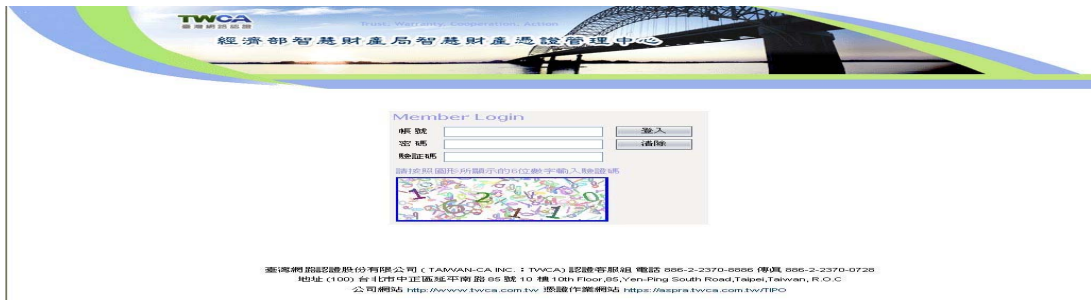 TWCA
臺灣網路認證
Trust, Warranty, Cooperation, Action
經濟部智慧財產局智慧財產憑證管理中心
Member Login
帳號
登入
密碼
清除
驗証碼
請按照圖形所顯示的6位數字輸入驗證碼
臺灣網路認證股份有限公司 ( TAIWAN-CA INC. : TWCA) 認證客服組 電話 886-2-2370-8886 傳真 886-2-2370-0728
地址 (100) 台北市中正區延平南路 85 號 10 樓 10th Floor,85,Yen-Ping South Road,Taipei,Taiwan, R.O.C
公司網站 http://www.twca.com.tw 憑證作業網站 https://aspra.twca.com.tw/TIPO